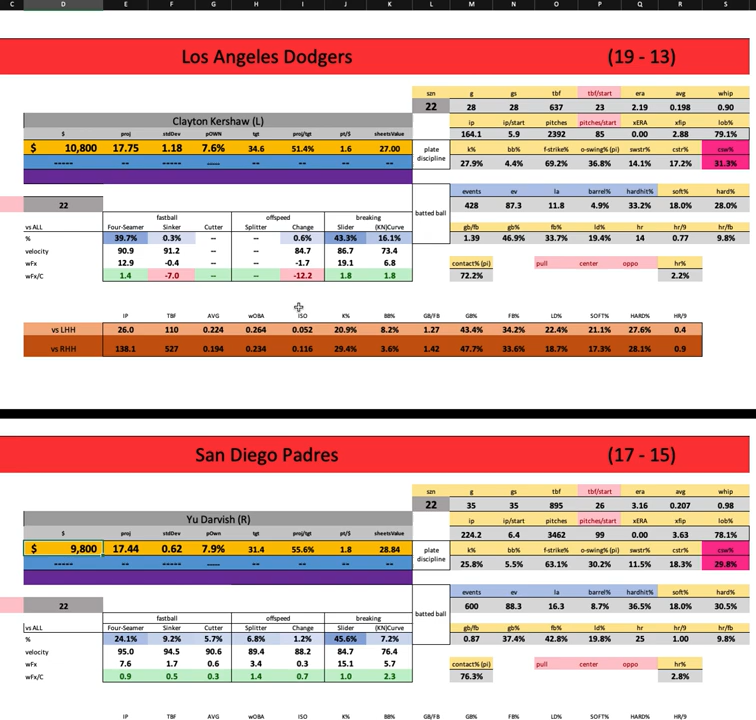 C D E F G H I J K L M N O P Q R S
Los Angeles Dodgers (19 - 13)
szn g gs tbf tbf/start era avg whip
22 28 28 637 23 2.19 0.198 0.90
Clayton Kershaw (L) ip ip/start pitches pitches/start xERA xfip lob%
$ proj stdDev pOWN tgt proj/tgt pt/$ sheetsValue 164.1 5.9 2392 85 0.00 2.88 79.1%
$ 10,800 17.75 1.18 7.6% 34.6 51.4% 1.6 27.00 plate discipline k% bb% f-strike% o-swing% (pi) swstr% cstr% csw%
----- -- -- ----- -- -- -- -- 27.9% 4.4% 69.2% 36.8% 14.1% 17.2% 31.3%
events ev la barrel% hardhit% soft% hard%
22 batted ball 428 87.3 11.8 4.9% 33.2% 18.0% 28.0%
fastball offspeed breaking
vs ALL Four-Seamer Sinker Cutter Splitter Change Slider (KN)Curve gb/fb gb% fb% ld% hr hr/9 hr/fb
% 39.7% 0.3% -- -- 0.6% 43.3% 16.1% 1.39 46.9% 33.7% 19.4% 14 0.77 9.8%
velocity 90.9 91.2 -- -- 84.7 86.7 73.4
wFx 12.9 -0.4 -- -- -1.7 19.1 6.8 contact% (pi) pull center oppo hr%
wFx/C 1.4 -7.0 -- -- -12.2 1.8 1.8 72.2% 2.2%
IP TBF AVG wOBA ISO K% BB% GB/FB GB% FB% LD% SOFT% HARD% HR/9
vs LHH 26.0 110 0.224 0.264 0.052 20.9% 8.2% 1.27 43.4% 34.2% 22.4% 21.1% 27.6% 0.4
vs RHH 138.1 527 0.194 0.234 0.116 29.4% 3.6% 1.42 47.7% 33.6% 18.7% 17.3% 28.1% 0.9
San Diego Padres (17 - 15)
szn g gs tbf tbf/start era avg whip
22 35 35 895 26 3.16 0.207 0.98
Yu Darvish (R) ip ip/start pitches pitches/start xERA xfip lob%
$ proj stdDev pOwn tgt proj/tgt pt/$ sheetsValue 224.2 6.4 3462 99 0.00 3.63 78.1%
$ 9,800 17.44 0.62 7.9% 31.4 55.6% 1.8 28.84 plate discipline k% bb% f-strike% o-swing% (pi) swstr% cstr% csw%
----- -- -- ----- -- -- -- -- 25.8% 5.5% 63.1% 30.2% 11.5% 18.3% 29.8%
events ev la barrel% hardhit% soft% hard%
22 batted ball 600 88.3 16.3 8.7% 36.5% 18.0% 30.5%
fastball offspeed breaking
vs ALL Four-Seamer Sinker Cutter Splitter Change Slider (KN)Curve gb/fb gb% fb% ld% hr hr/9 hr/fb
% 24.1% 9.2% 5.7% 6.8% 1.2% 45.6% 7.2% 0.87 37.4% 42.8% 19.8% 25 1.00 9.8%
velocity 95.0 94.5 90.6 89.4 88.2 84.7 76.4
wFx 7.6 1.7 0.6 3.4 0.3 15.1 5.7 contact% (pi) pull center oppo hr%
wFx/C 0.9 0.5 0.3 1.4 0.7 1.0 2.3 76.3% 2.8%
IP TBF AVG wOBA ISO K% BB% GB/FB GB% FB% LD% SOFT% HARD% HR/9